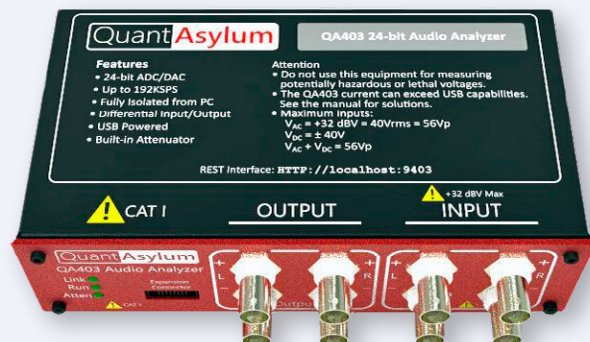 QuantAsylum
QA403 24-bit Audio Analyzer
Features
• 24-bit ADC/DAC
• Up to 192KSPS
• Fully Isolated from PC
• Differential Input/Output
• USB Powered
• Built-in Attenuator
Attention
• Do not use this equipment for measuring
potentially hazardous or lethal voltages.
• The QA403 current can exceed USB capabilities.
See the manual for solutions.
• Maximum Inputs:
VAC = +32 dBV = 40Vrms = 56Vp
VDC = ± 40V
VAC + VDC = 56Vp
REST Interface: HTTP://localhost:9403
CAT I
OUTPUT
+32 dBV Max
INPUT
QuantAsylum
QA403 Audio Analyzer
Link
Run
Atten
Expansion
Connector
CAT I
+ +
L R
- -
Output
+ +
L R
- -